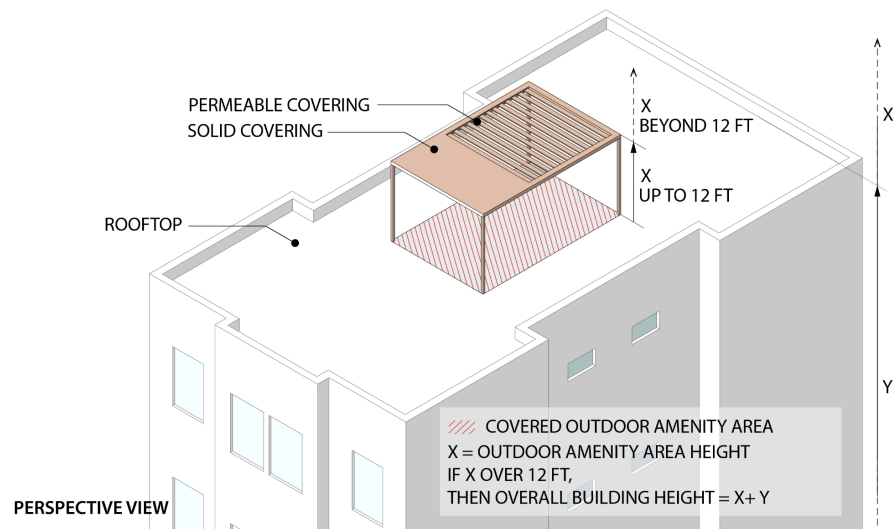 PERMEABLE COVERING
SOLID COVERING
X
BEYOND 12 FT
X
X
UP TO 12 FT
ROOFTOP
Y
COVERED OUTDOOR AMENITY AREA
X = OUTDOOR AMENITY AREA HEIGHT
IF X OVER 12 FT,
THEN OVERALL BUILDING HEIGHT = X+ Y
PERSPECTIVE VIEW